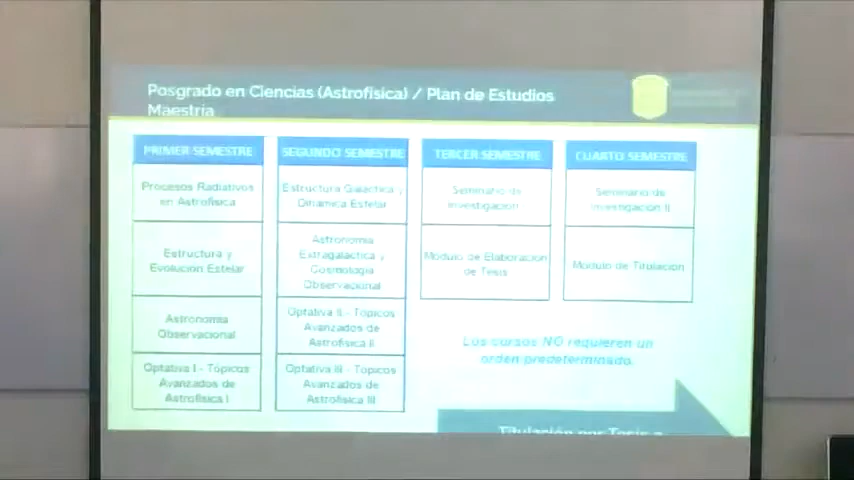 Posgrado en Ciencias (Astrofísica) / Plan de Estudios
Maestría
PRIMER SEMESTRE
Procesos Radiativos
en Astrofísica
Estructura y
Evolución Estelar
Astronomía
Observacional
Optativa I - Tópicos
Avanzados de
Astrofísica I
SEGUNDO SEMESTRE
Estructura Galáctica y
Dinámica Estelar
Astronomía
Extragaláctica y
Cosmología
Observacional
Optativa II - Tópicos
Avanzados de
Astrofísica II
Optativa III - Tópicos
Avanzados de
Astrofísica III
TERCER SEMESTRE
Seminario de
Investigación
Módulo de Elaboración
de Tesis
CUARTO SEMESTRE
Seminario de
Investigación II
Módulo de Titulación
Los cursos NO requieren un
orden predeterminado.
Titulación por Tesis o